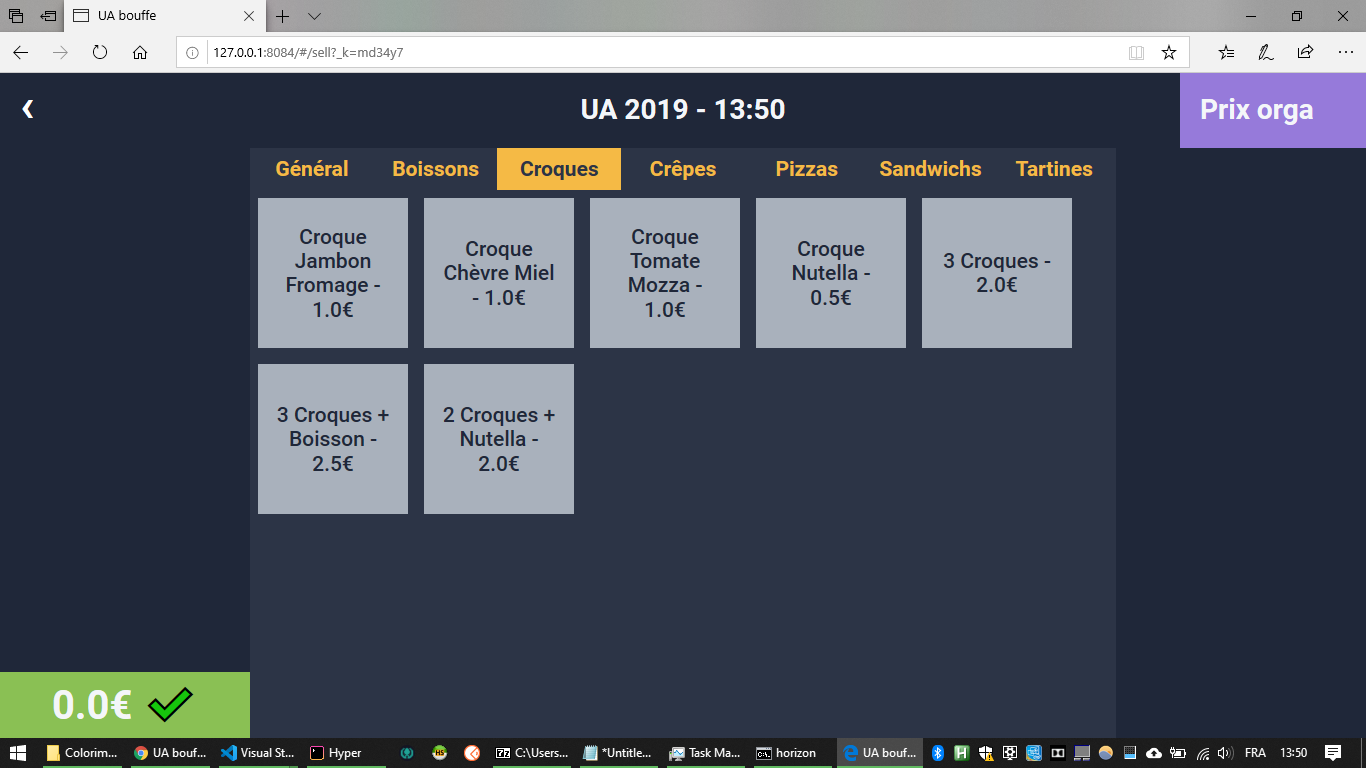 UA bouffe
127.0.0.1:8084/#/sell?_k=md34y7
UA 2019 - 13:50
Prix orga
Général
Boissons
Croques
Crêpes
Pizzas
Sandwichs
Tartines
Croque
Jambon
Fromage -
1.0€
Croque
Chèvre Miel
- 1.0€
Croque
Tomate
Mozza -
1.0€
Croque
Nutella -
0.5€
3 Croques -
2.0€
3 Croques +
Boisson -
2.5€
2 Croques +
Nutella -
2.0€
0.0€
Colorim...
UA bouf...
Visual St...
Hyper
HS
C:\Users...
*Untitle...
Task Ma...
horizon
UA bouf...
FRA
13:50